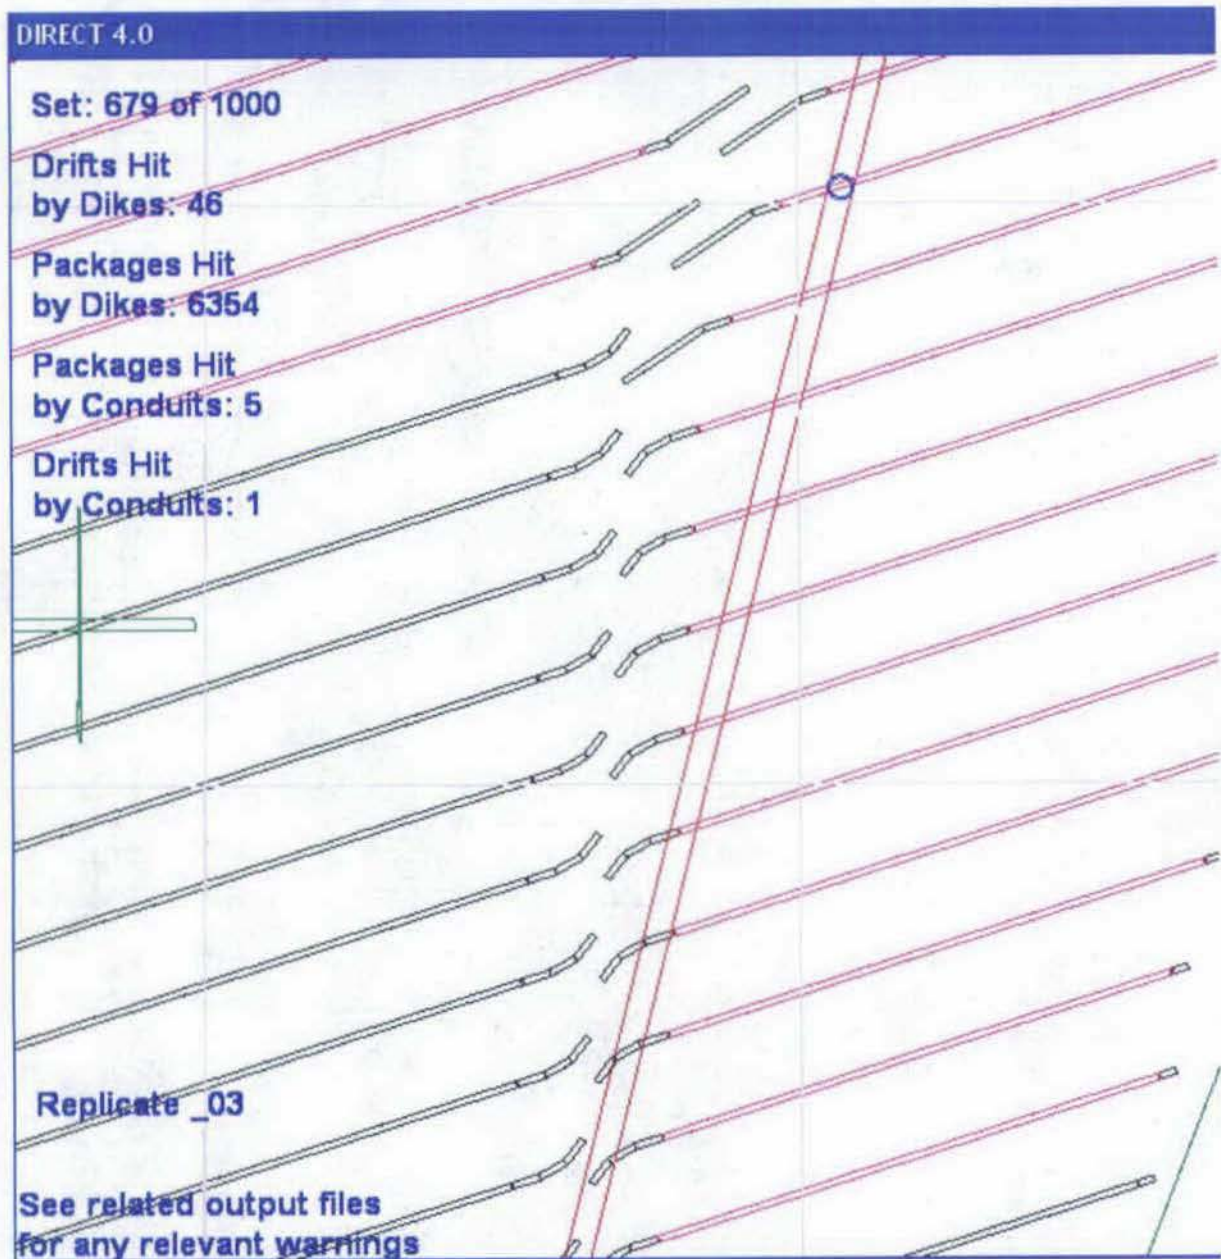 DIRECT 4.0
Set: 679 of 1000
Drifts Hit
by Dikes: 46
Packages Hit
by Dikes: 6354
Packages Hit
by Conduits: 5
Drifts Hit
by Conduits: 1
Replicate _03
See related output files
for any relevant warnings